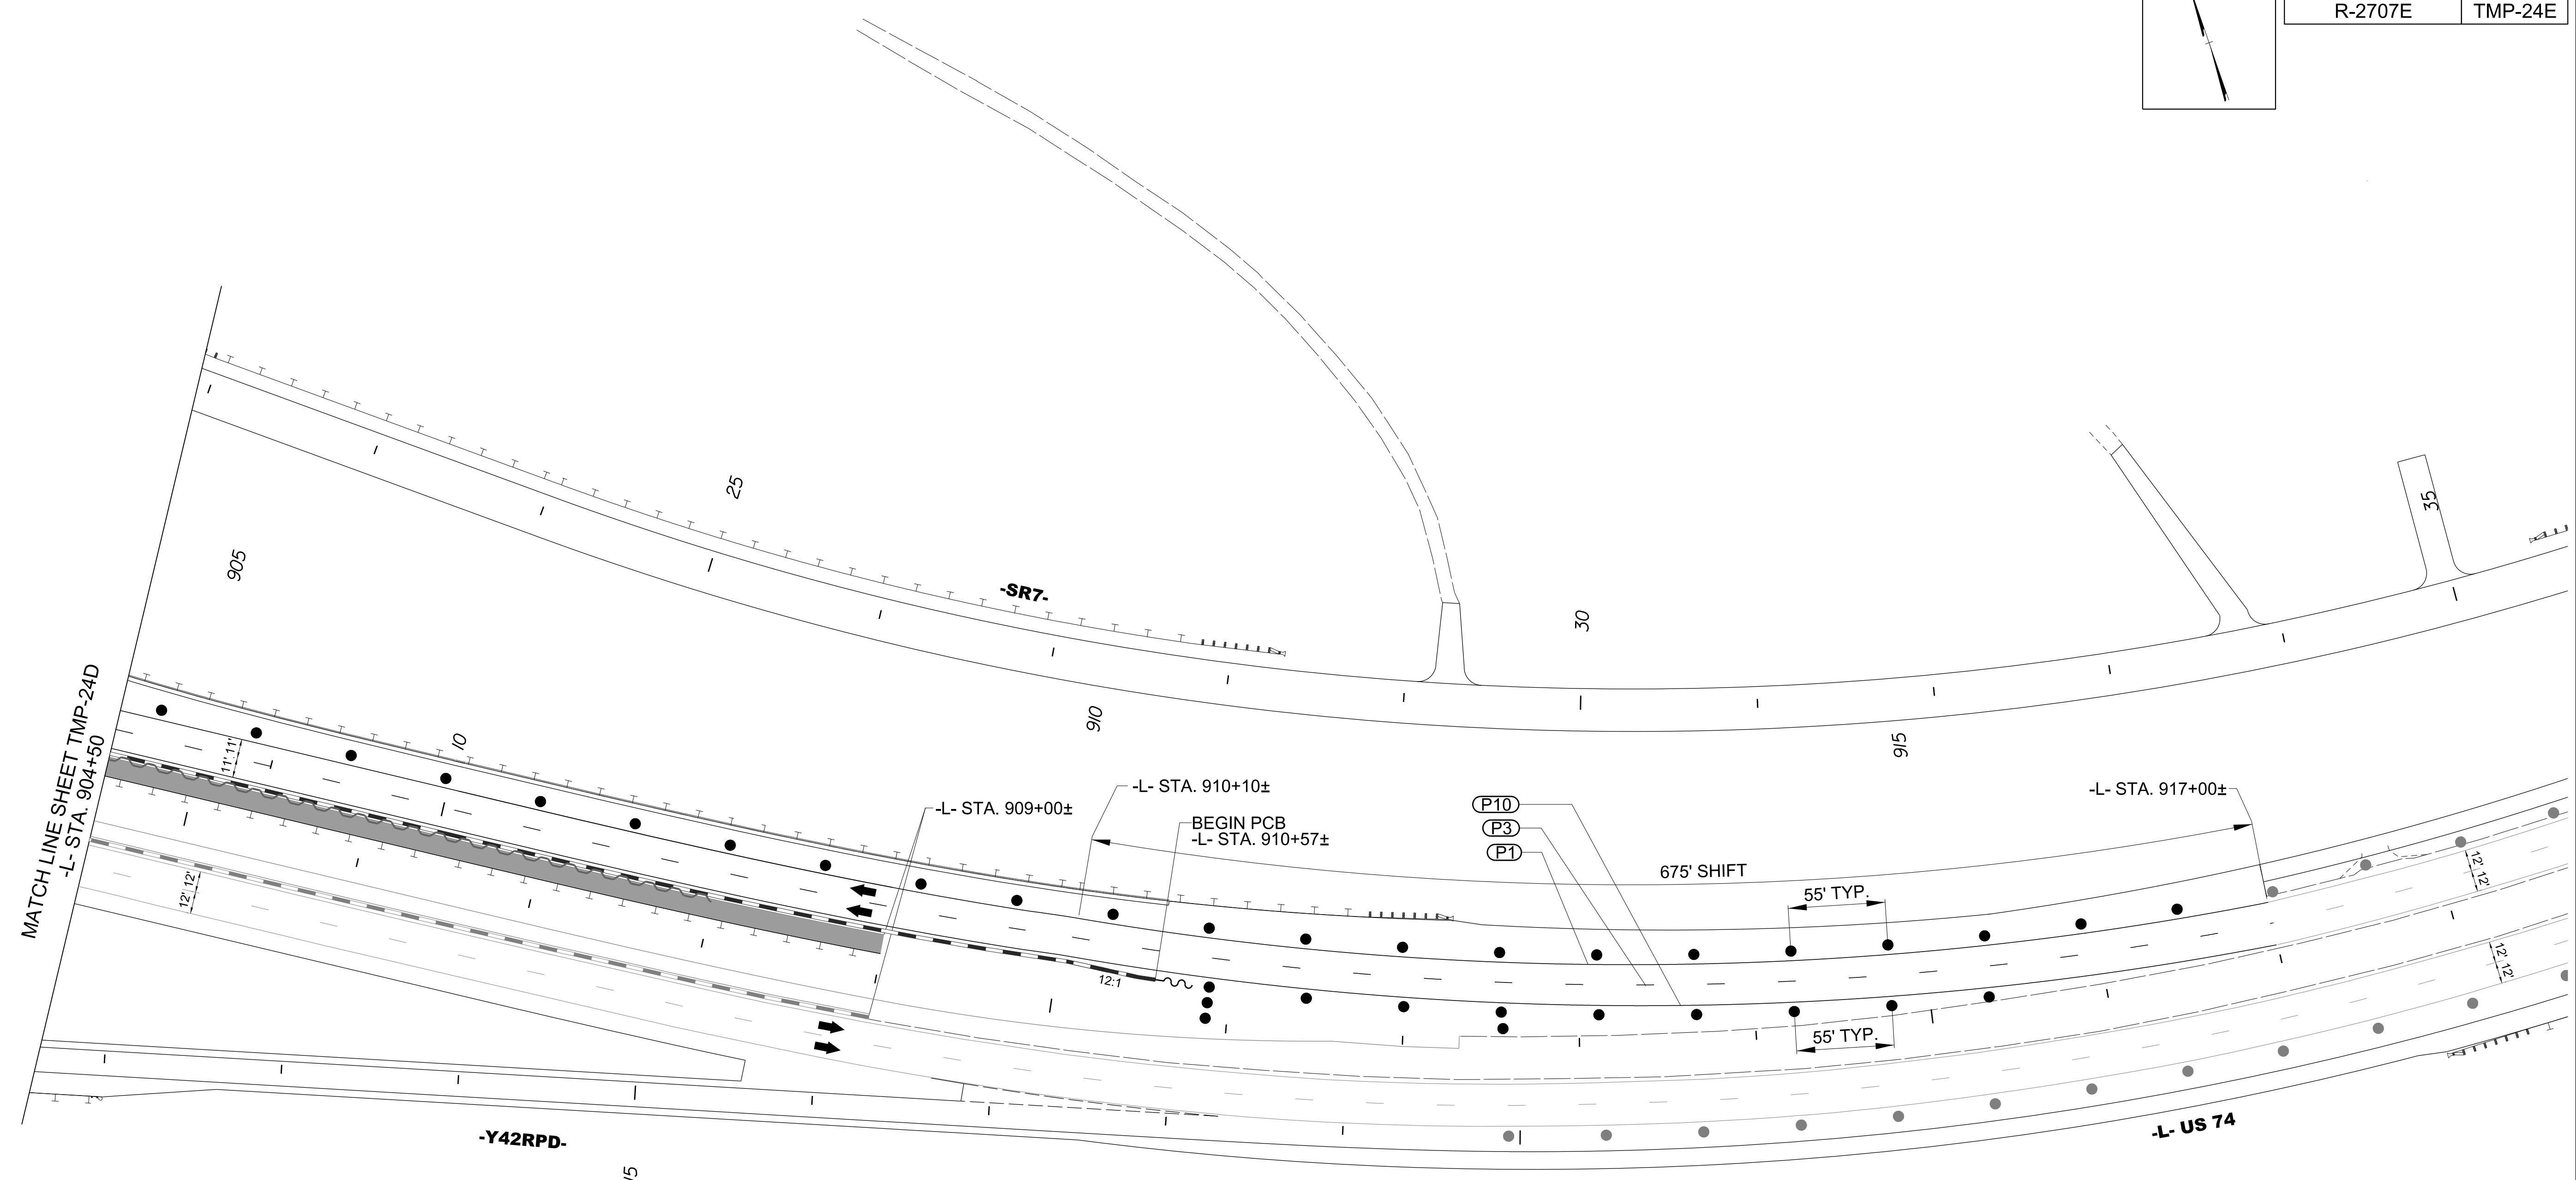 R-2707E TMP-24E
25
905
-SR7-
30
35
MATCH LINE SHEET TMP-24D
-L- STA. 904+50
10
910
915
11' 11'
-L- STA. 910+10±
-L- STA. 909+00±
BEGIN PCB
-L- STA. 910+57±
P10
P3
P1
-L- STA. 917+00±
675' SHIFT
55' TYP.
12' 12'
12' 12'
12' 12'
12:1
55' TYP.
-Y42RPD-
-L- US 74